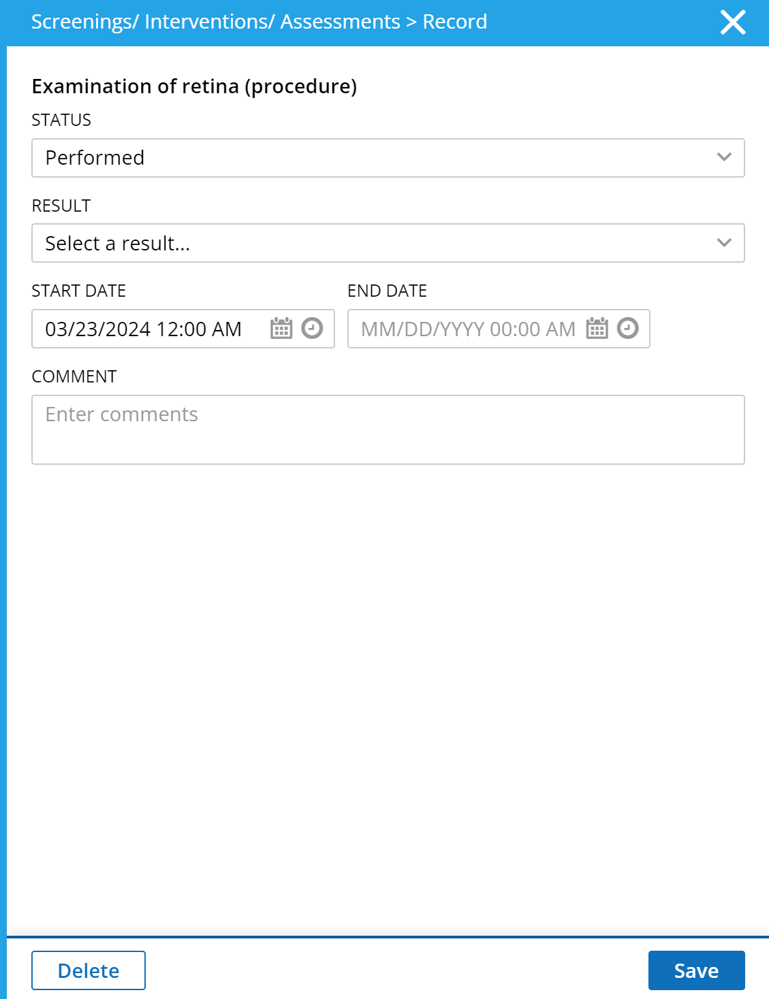 Screenings/ Interventions/ Assessments > Record
Examination of retina (procedure)
STATUS
Performed
RESULT
Select a result...
START DATE END DATE
03/23/2024 12:00 AM MM/DD/YYYY 00:00 AM
COMMENT
Enter comments
Delete Save